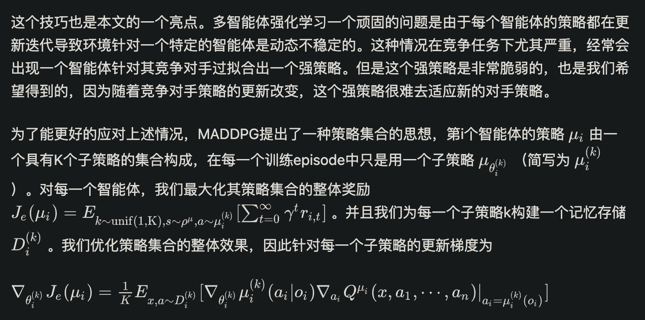 这个技巧也是本文的一个亮点。多智能体强化学习一个顽固的问题是由于每个智能体的策略都在更
新迭代导致环境针对一个特定的智能体是动态不稳定的。这种情况在竞争任务下尤其严重，经常会
出现一个智能体针对其竞争对手过拟合出一个强策略。但是这个强策略是非常脆弱的，也是我们希
望得到的，因为随着竞争对手策略的更新改变，这个强策略很难去适应新的对手策略。
为了能更好的应对上述情况，MADDPG提出了一种策略集合的思想，第i个智能体的策略 $\mu_i$ 由一
个具有K个子策略的集合构成，在每一个训练episode中只是用一个子策略 $\mu_{\theta_i^{(k)}}$ （简写为 $\mu_i^{(k)}$
）。对每一个智能体，我们最大化其策略集合的整体奖励
$J_e(\mu_i) = E_{k\sim \text{unif}(1,K),s\sim\rho^{\mu},a\sim\mu_i^{(k)}}[\sum_{t=0}^{\infty}\gamma^t r_{i,t}]$ 。并且我们为每一个子策略k构建一个记忆存储
$D_i^{(k)}$ 。我们优化策略集合的整体效果，因此针对每一个子策略的更新梯度为
$\nabla_{\theta_i^{(k)}} J_e(\mu_i) = \frac{1}{K} E_{x,a\sim D_i^{(k)}}[\nabla_{\theta_i^{(k)}} \mu_i^{(k)}(a_i|o_i)\nabla_{a_i} Q^{\mu_i}(x,a_1,\cdots,a_n)|_{a_i=\mu_i^{(k)}(o_i)}]$